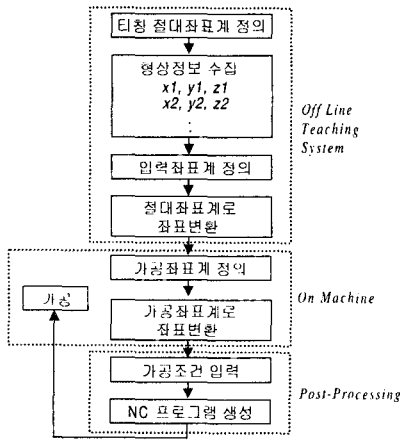 티칭 절대좌표계 정의
형상정보 수집
x1, y1, z1
x2, y2, z2
:
Off Line
Teaching
System
입력좌표계 정의
절대좌표계로
좌표변환
가공좌표계 정의
가공
On Machine
가공좌표계로
좌표변환
가공조건 입력
Post-Processing
NC 프로그램 생성